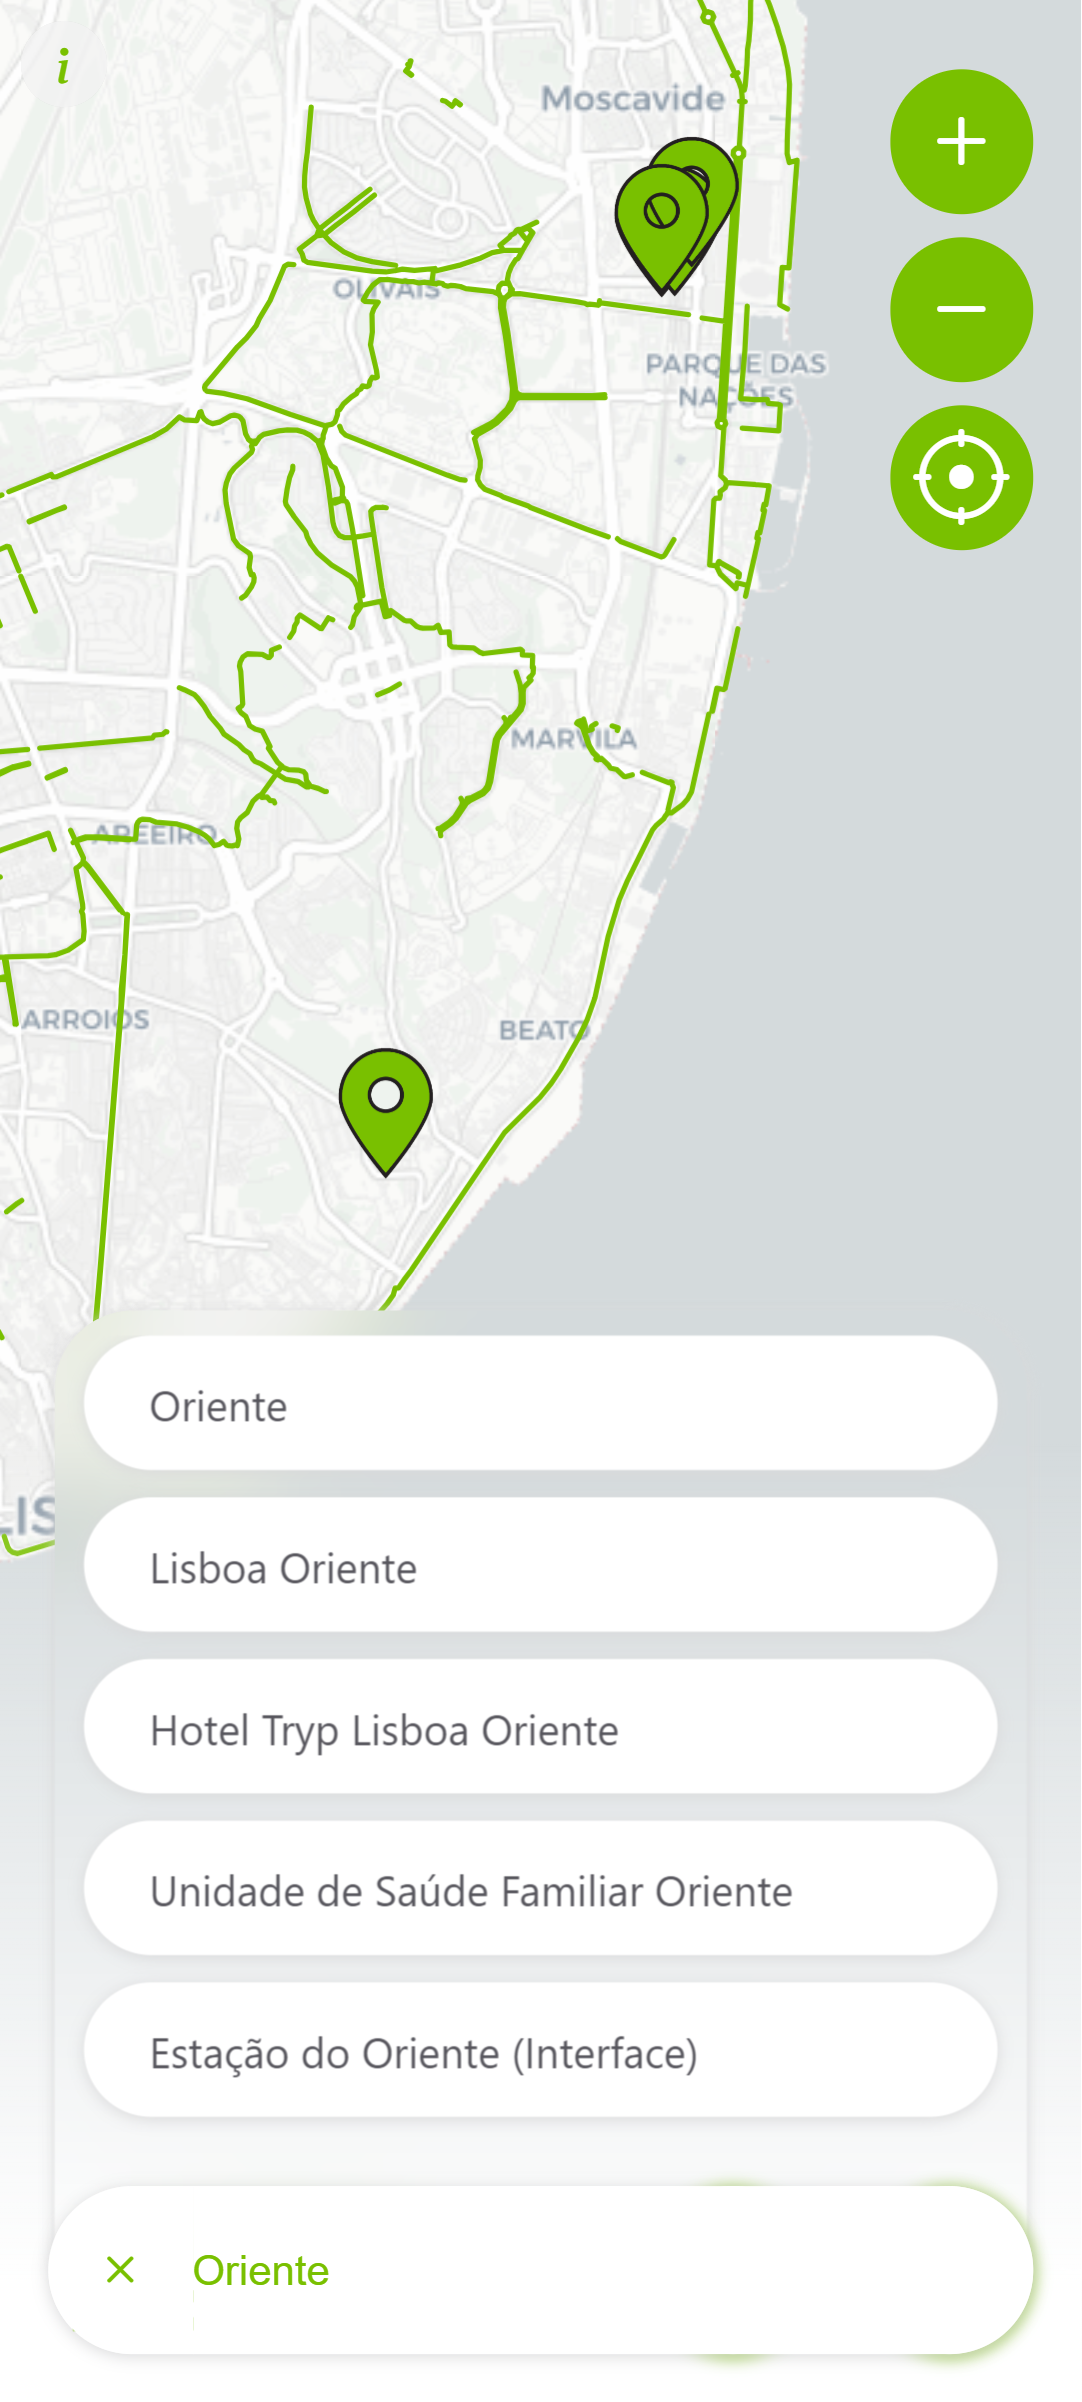 i
Moscavide
OLIVAIS
PARQUE DAS
NAÇÕES
MARVILA
AREEIRO
ARROIOS
BEATO
LIS
Oriente
Lisboa Oriente
Hotel Tryp Lisboa Oriente
Unidade de Saúde Familiar Oriente
Estação do Oriente (Interface)
Oriente